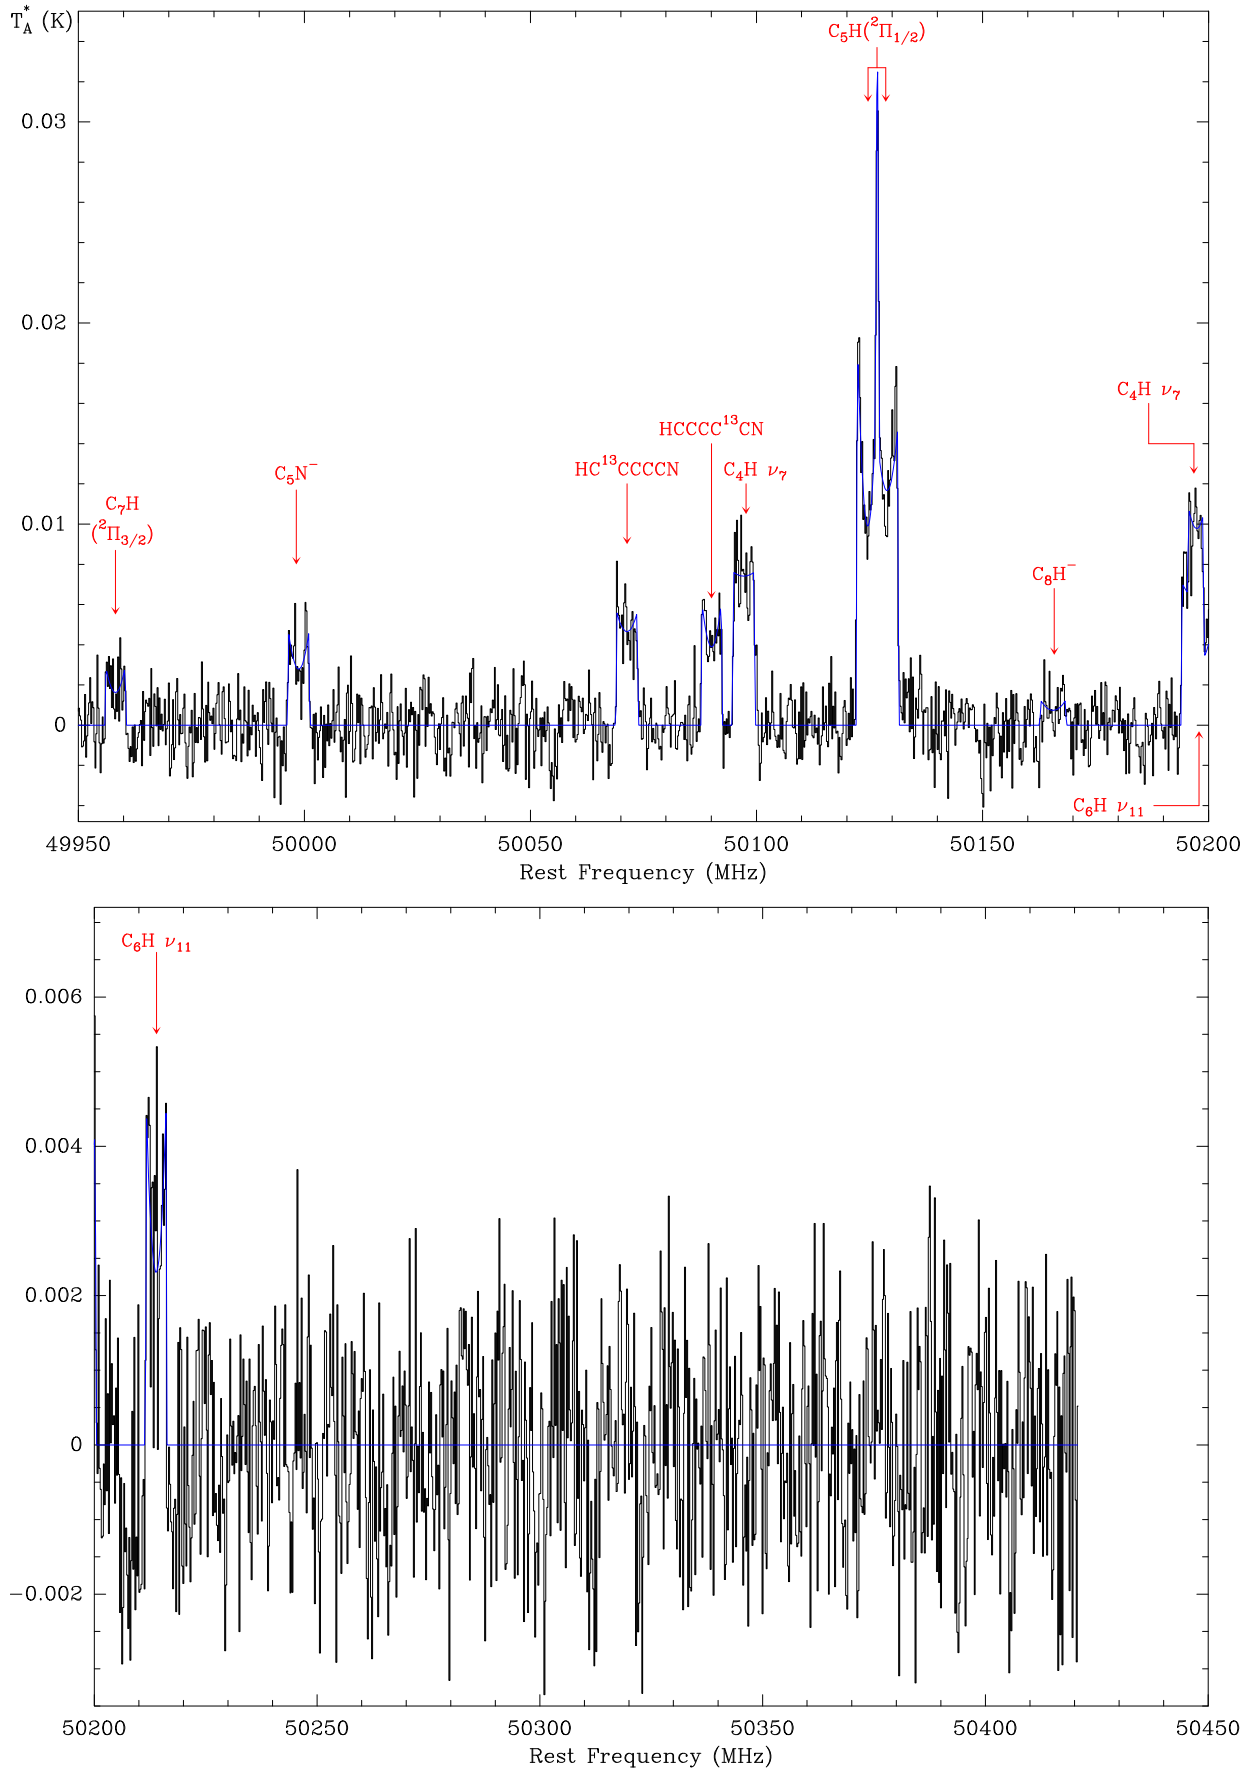 T*A (K)
C₅H(²Π₁/₂)
0.03
0.02
C₄H ν₇
HCCCC¹³CN
C₅N⁻
HC¹³CCCCN
C₄H ν₇
C₇H
(²Π₃/₂)
0.01
C₈H⁻
0
C₆H ν₁₁
49950 50000 50050 50100 50150 50200
Rest Frequency (MHz)
C₆H ν₁₁
0.006
0.004
0.002
0
−0.002
50200 50250 50300 50350 50400 50450
Rest Frequency (MHz)